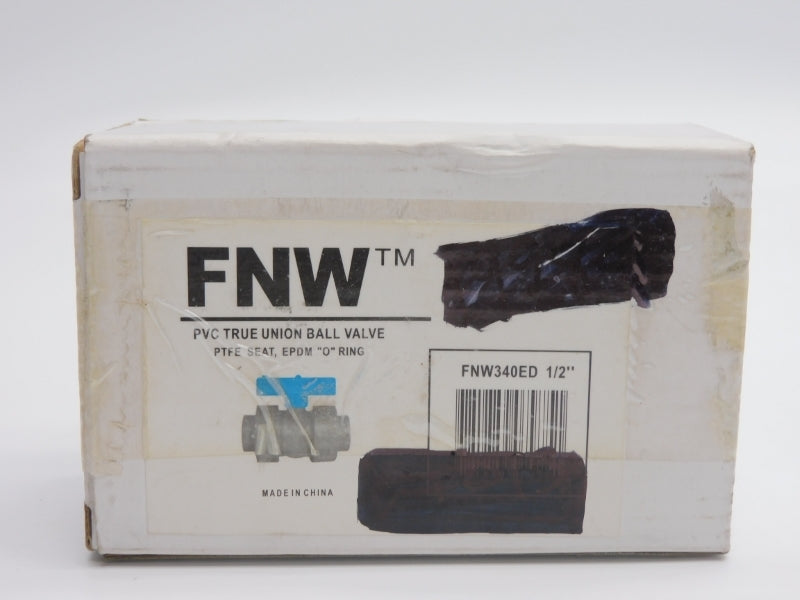 FNW™
PVC TRUE UNION BALL VALVE
PTFE SEAT, EPDM "O" RING
FNW340ED 1/2"
MADE IN CHINA